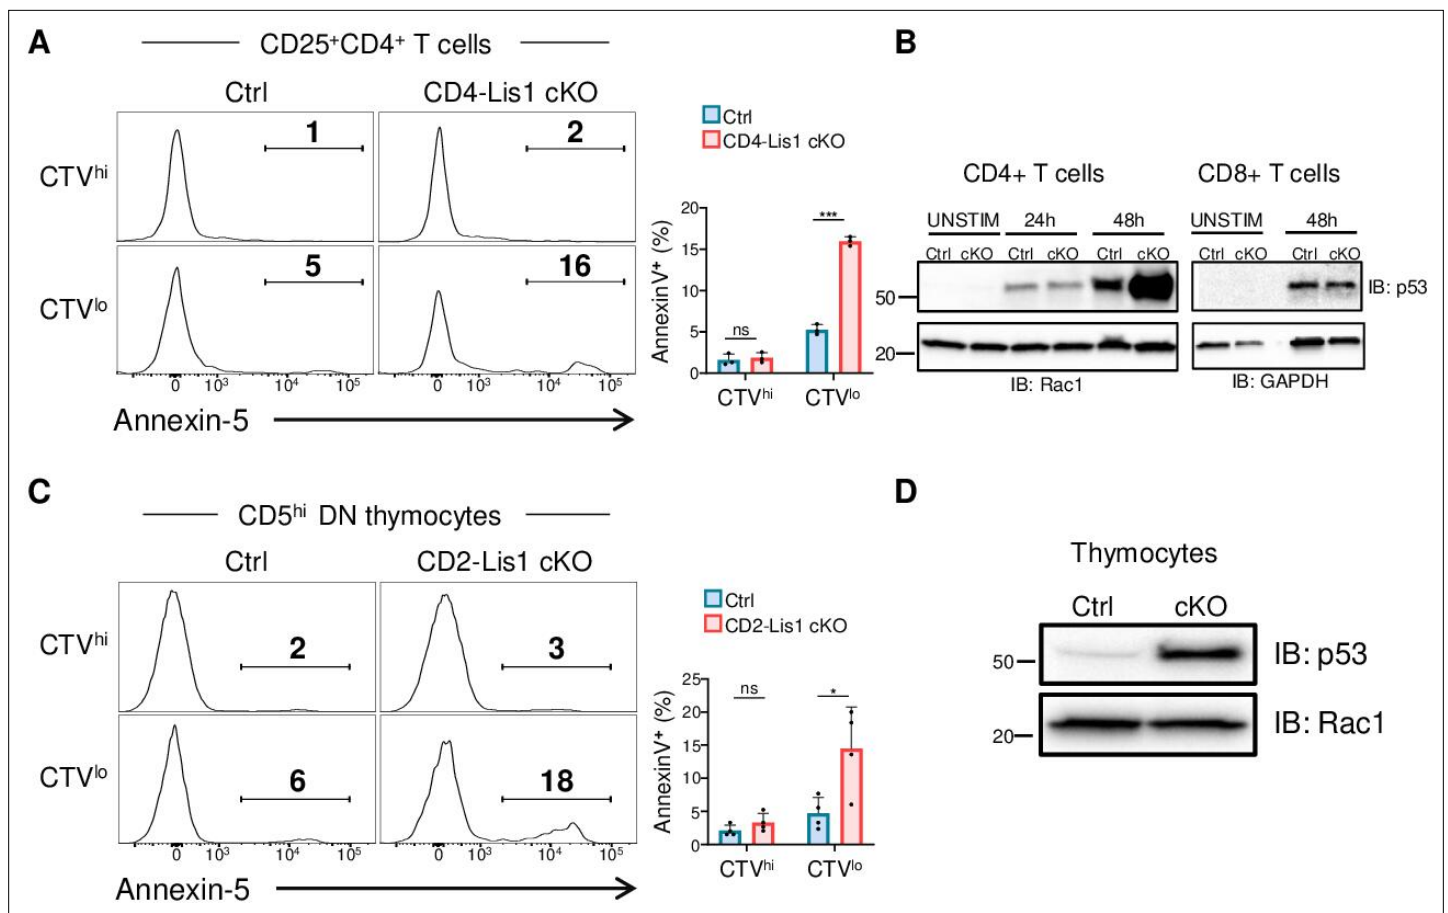 A
CD25⁺CD4⁺ T cells
Ctrl
CD4-Lis1 cKO
CTVʰⁱ
1
2
CTVˡᵒ
5
16
0 10³ 10⁴ 10⁵
0 10³ 10⁴ 10⁵
Annexin-5
Ctrl
CD4-Lis1 cKO
AnnexinV⁺ (%)
20
15
10
5
0
ns
***
CTVʰⁱ
CTVˡᵒ
B
CD4+ T cells
UNSTIM 24h 48h
Ctrl cKO Ctrl cKO Ctrl cKO
50
20
IB: Rac1
CD8+ T cells
UNSTIM 48h
Ctrl cKO Ctrl cKO
IB: p53
IB: GAPDH
C
CD5ʰⁱ DN thymocytes
Ctrl
CD2-Lis1 cKO
CTVʰⁱ
2
3
CTVˡᵒ
6
18
0 10³ 10⁴ 10⁵
0 10³ 10⁴ 10⁵
Annexin-5
Ctrl
CD2-Lis1 cKO
AnnexinV⁺ (%)
25
20
15
10
5
0
ns
*
CTVʰⁱ
CTVˡᵒ
D
Thymocytes
Ctrl cKO
50
IB: p53
20
IB: Rac1